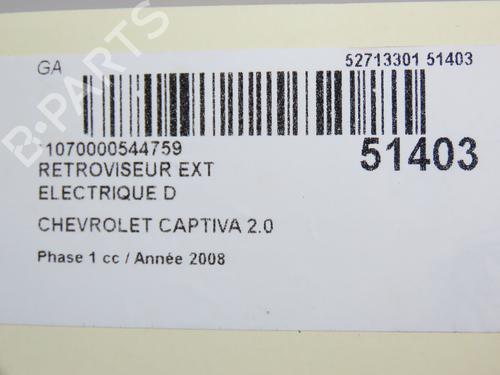 GA
52713301 51403
1070000544759
51403
RETROVISEUR EXT
ELECTRIQUE D
CHEVROLET CAPTIVA 2.0
Phase 1 cc / Année 2008
B-PARTS